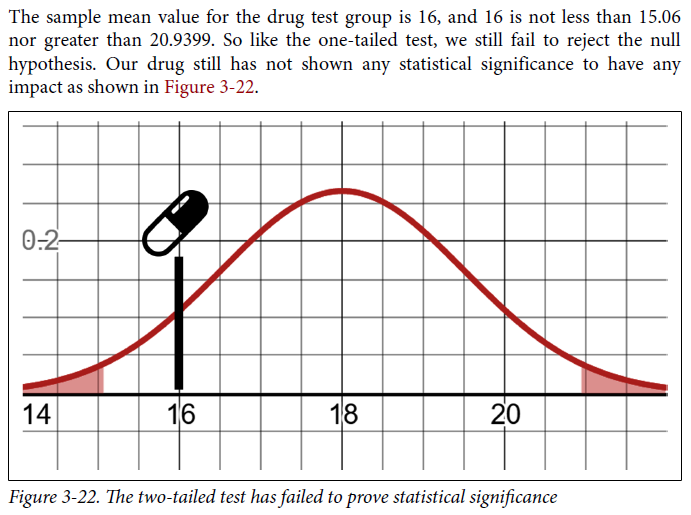 The sample mean value for the drug test group is 16, and 16 is not less than 15.06
nor greater than 20.9399. So like the one-tailed test, we still fail to reject the null
hypothesis. Our drug still has not shown any statistical significance to have any
impact as shown in Figure 3-22.
0.2
14 16 18 20
Figure 3-22. The two-tailed test has failed to prove statistical significance